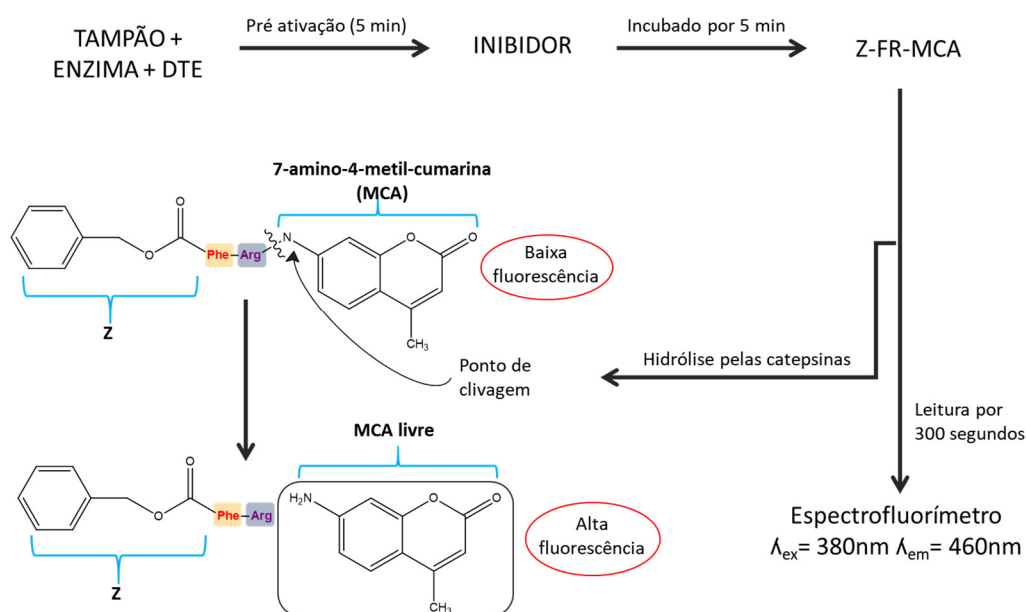 TAMPÃO +
ENZIMA + DTE
Pré ativação (5 min)
INIBIDOR
Incubado por 5 min
Z-FR-MCA
7-amino-4-metil-cumarina
(MCA)
O
O
Phe
Arg
N
O
O
CH₃
Z
Baixa
fluorescência
Ponto de
clivagem
Hidrólise pelas catepsinas
Leitura por
300 segundos
MCA livre
O
O
Phe
Arg
H₂N
O
O
CH₃
Z
Alta
fluorescência
Espectrofluorímetro
λex= 380nm λem= 460nm